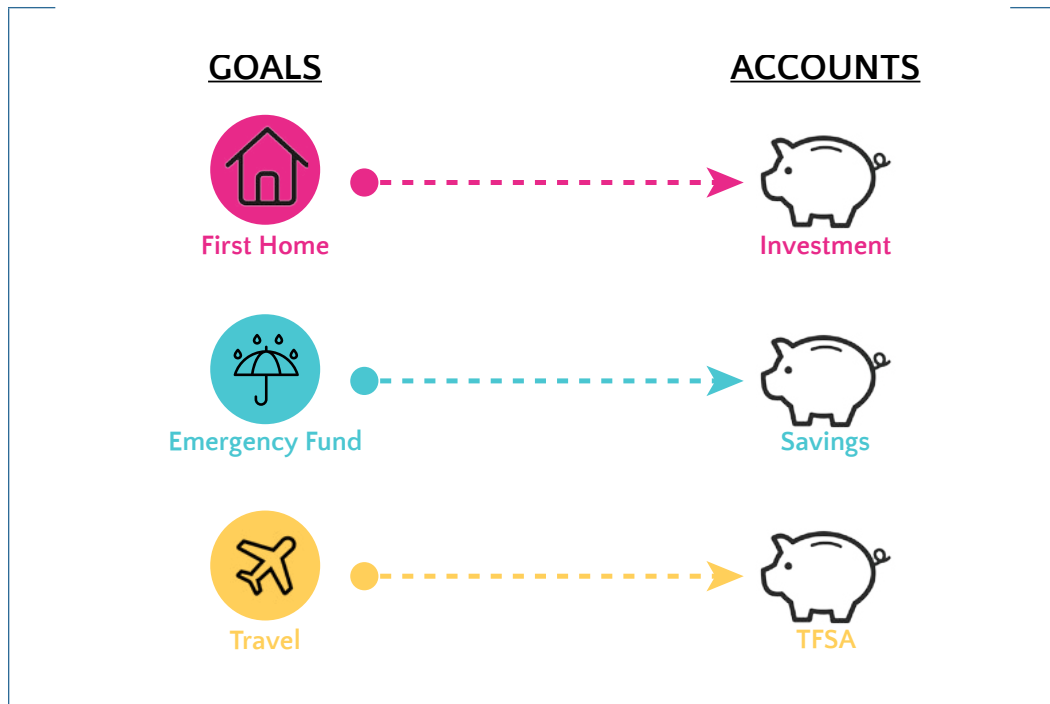 GOALS
ACCOUNTS
First Home
Investment
Emergency Fund
Savings
Travel
TFSA